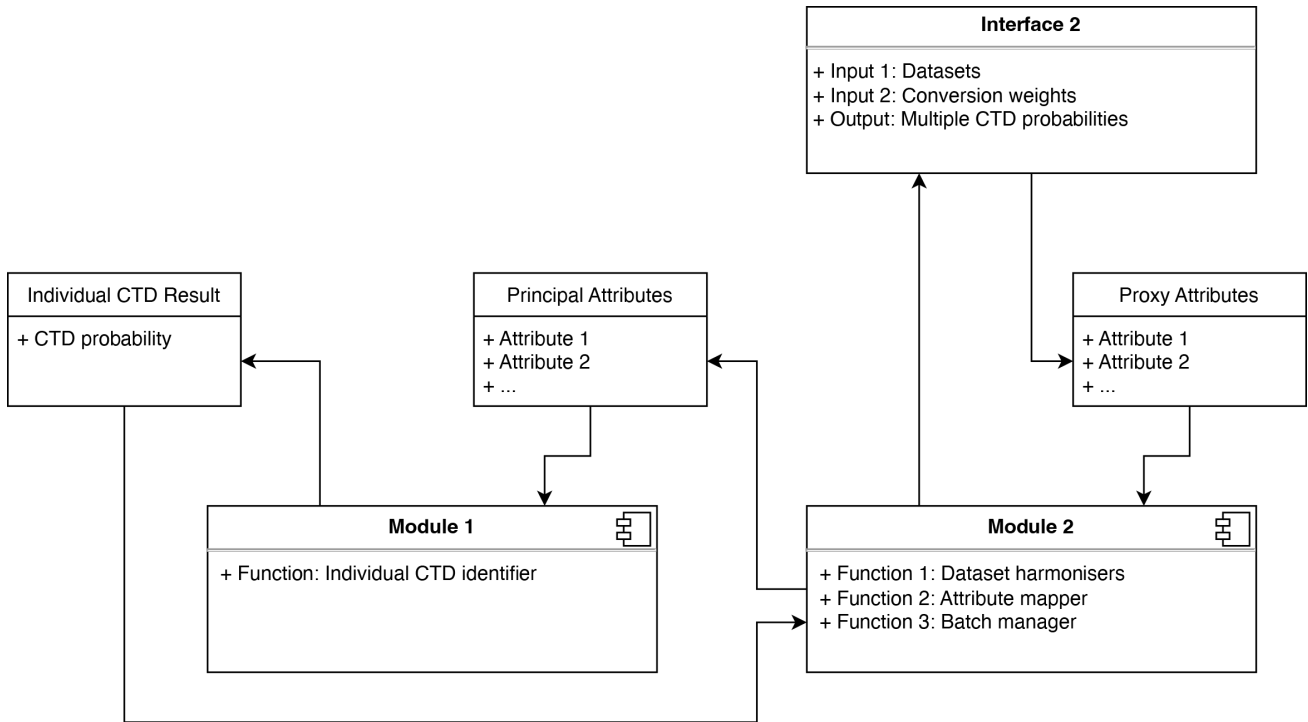 Interface 2
+ Input 1: Datasets
+ Input 2: Conversion weights
+ Output: Multiple CTD probabilities
Individual CTD Result
+ CTD probability
Principal Attributes
+ Attribute 1
+ Attribute 2
+ ...
Proxy Attributes
+ Attribute 1
+ Attribute 2
+ ...
Module 1
+ Function: Individual CTD identifier
Module 2
+ Function 1: Dataset harmonisers
+ Function 2: Attribute mapper
+ Function 3: Batch manager